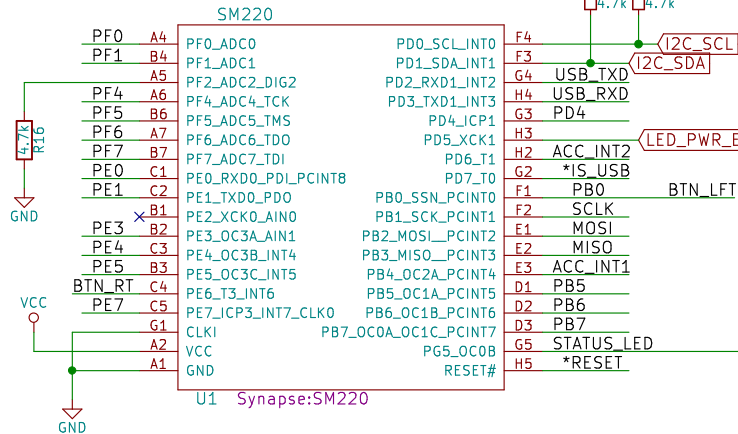 SM220
4.7k 4.7k
PF0 A4 PF0_ADC0 PD0_SCL_INT0 F4 I2C_SCL
PF1 B4 PF1_ADC1 PD1_SDA_INT1 F3 I2C_SDA
A5 PF2_ADC2_DIG2 PD2_RXD1_INT2 G4 USB_TXD
PF4 A6 PF4_ADC4_TCK PD3_TXD1_INT3 H4 USB_RXD
PF5 B6 PF5_ADC5_TMS PD4_ICP1 G3 PD4
PF6 A7 PF6_ADC6_TDO PD5_XCK1 H3 LED_PWR_E
PF7 B7 PF7_ADC7_TDI PD6_T1 H2 ACC_INT2
PE0 C1 PE0_RXD0_PDI_PCINT8 PD7_T0 G2 *IS_USB
PE1 C2 PE1_TXD0_PDO PB0_SSN_PCINT0 F1 PB0 BTN_LFT
B1 PE2_XCK0_AIN0 PB1_SCK_PCINT1 F2 SCLK
PE3 B2 PE3_OC3A_AIN1 PB2_MOSI__PCINT2 E1 MOSI
PE4 C3 PE4_OC3B_INT4 PB3_MISO__PCINT3 E2 MISO
PE5 B3 PE5_OC3C_INT5 PB4_OC2A_PCINT4 E3 ACC_INT1
BTN_RT C4 PE6_T3_INT6 PB5_OC1A_PCINT5 D1 PB5
PE7 C5 PE7_ICP3_INT7_CLK0 PB6_OC1B_PCINT6 D2 PB6
G1 CLKI PB7_OC0A_OC1C_PCINT7 D3 PB7
A2 VCC PG5_OC0B G5 STATUS_LED
A1 GND RESET# H5 *RESET
4.7k
R16
GND
VCC
GND
U1 Synapse:SM220